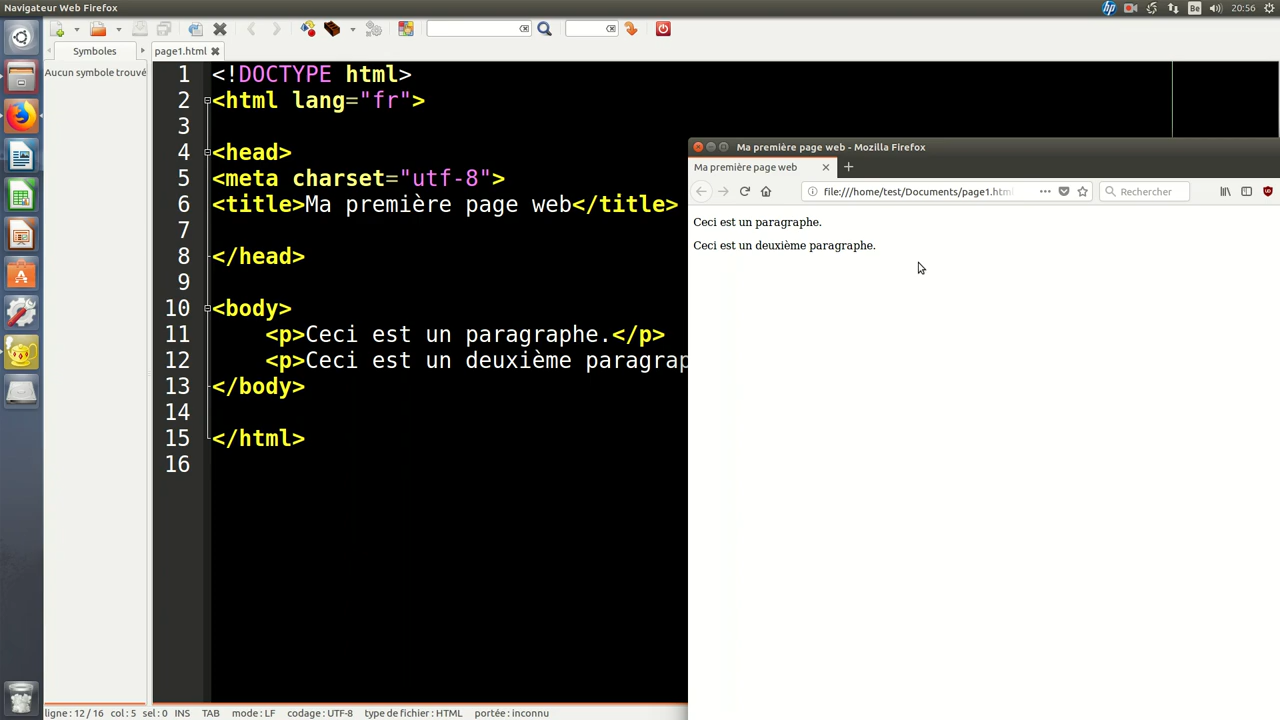 Navigateur Web Firefox
Be 20:56
Symboles
page1.html
Aucun symbole trouvé
1 <!DOCTYPE html>
2 <html lang="fr">
3
4 <head>
5 <meta charset="utf-8">
6 <title>Ma première page web</title>
7
8 </head>
9
10 <body>
11 <p>Ceci est un paragraphe.</p>
12 <p>Ceci est un deuxième paragrap
13 </body>
14
15 </html>
16
Ma première page web - Mozilla Firefox
Ma première page web
file:///home/test/Documents/page1.html
Rechercher
Ceci est un paragraphe.
Ceci est un deuxième paragraphe.
ligne : 12 / 16 col : 5 sel : 0 INS TAB mode : LF codage : UTF-8 type de fichier : HTML portée : inconnu